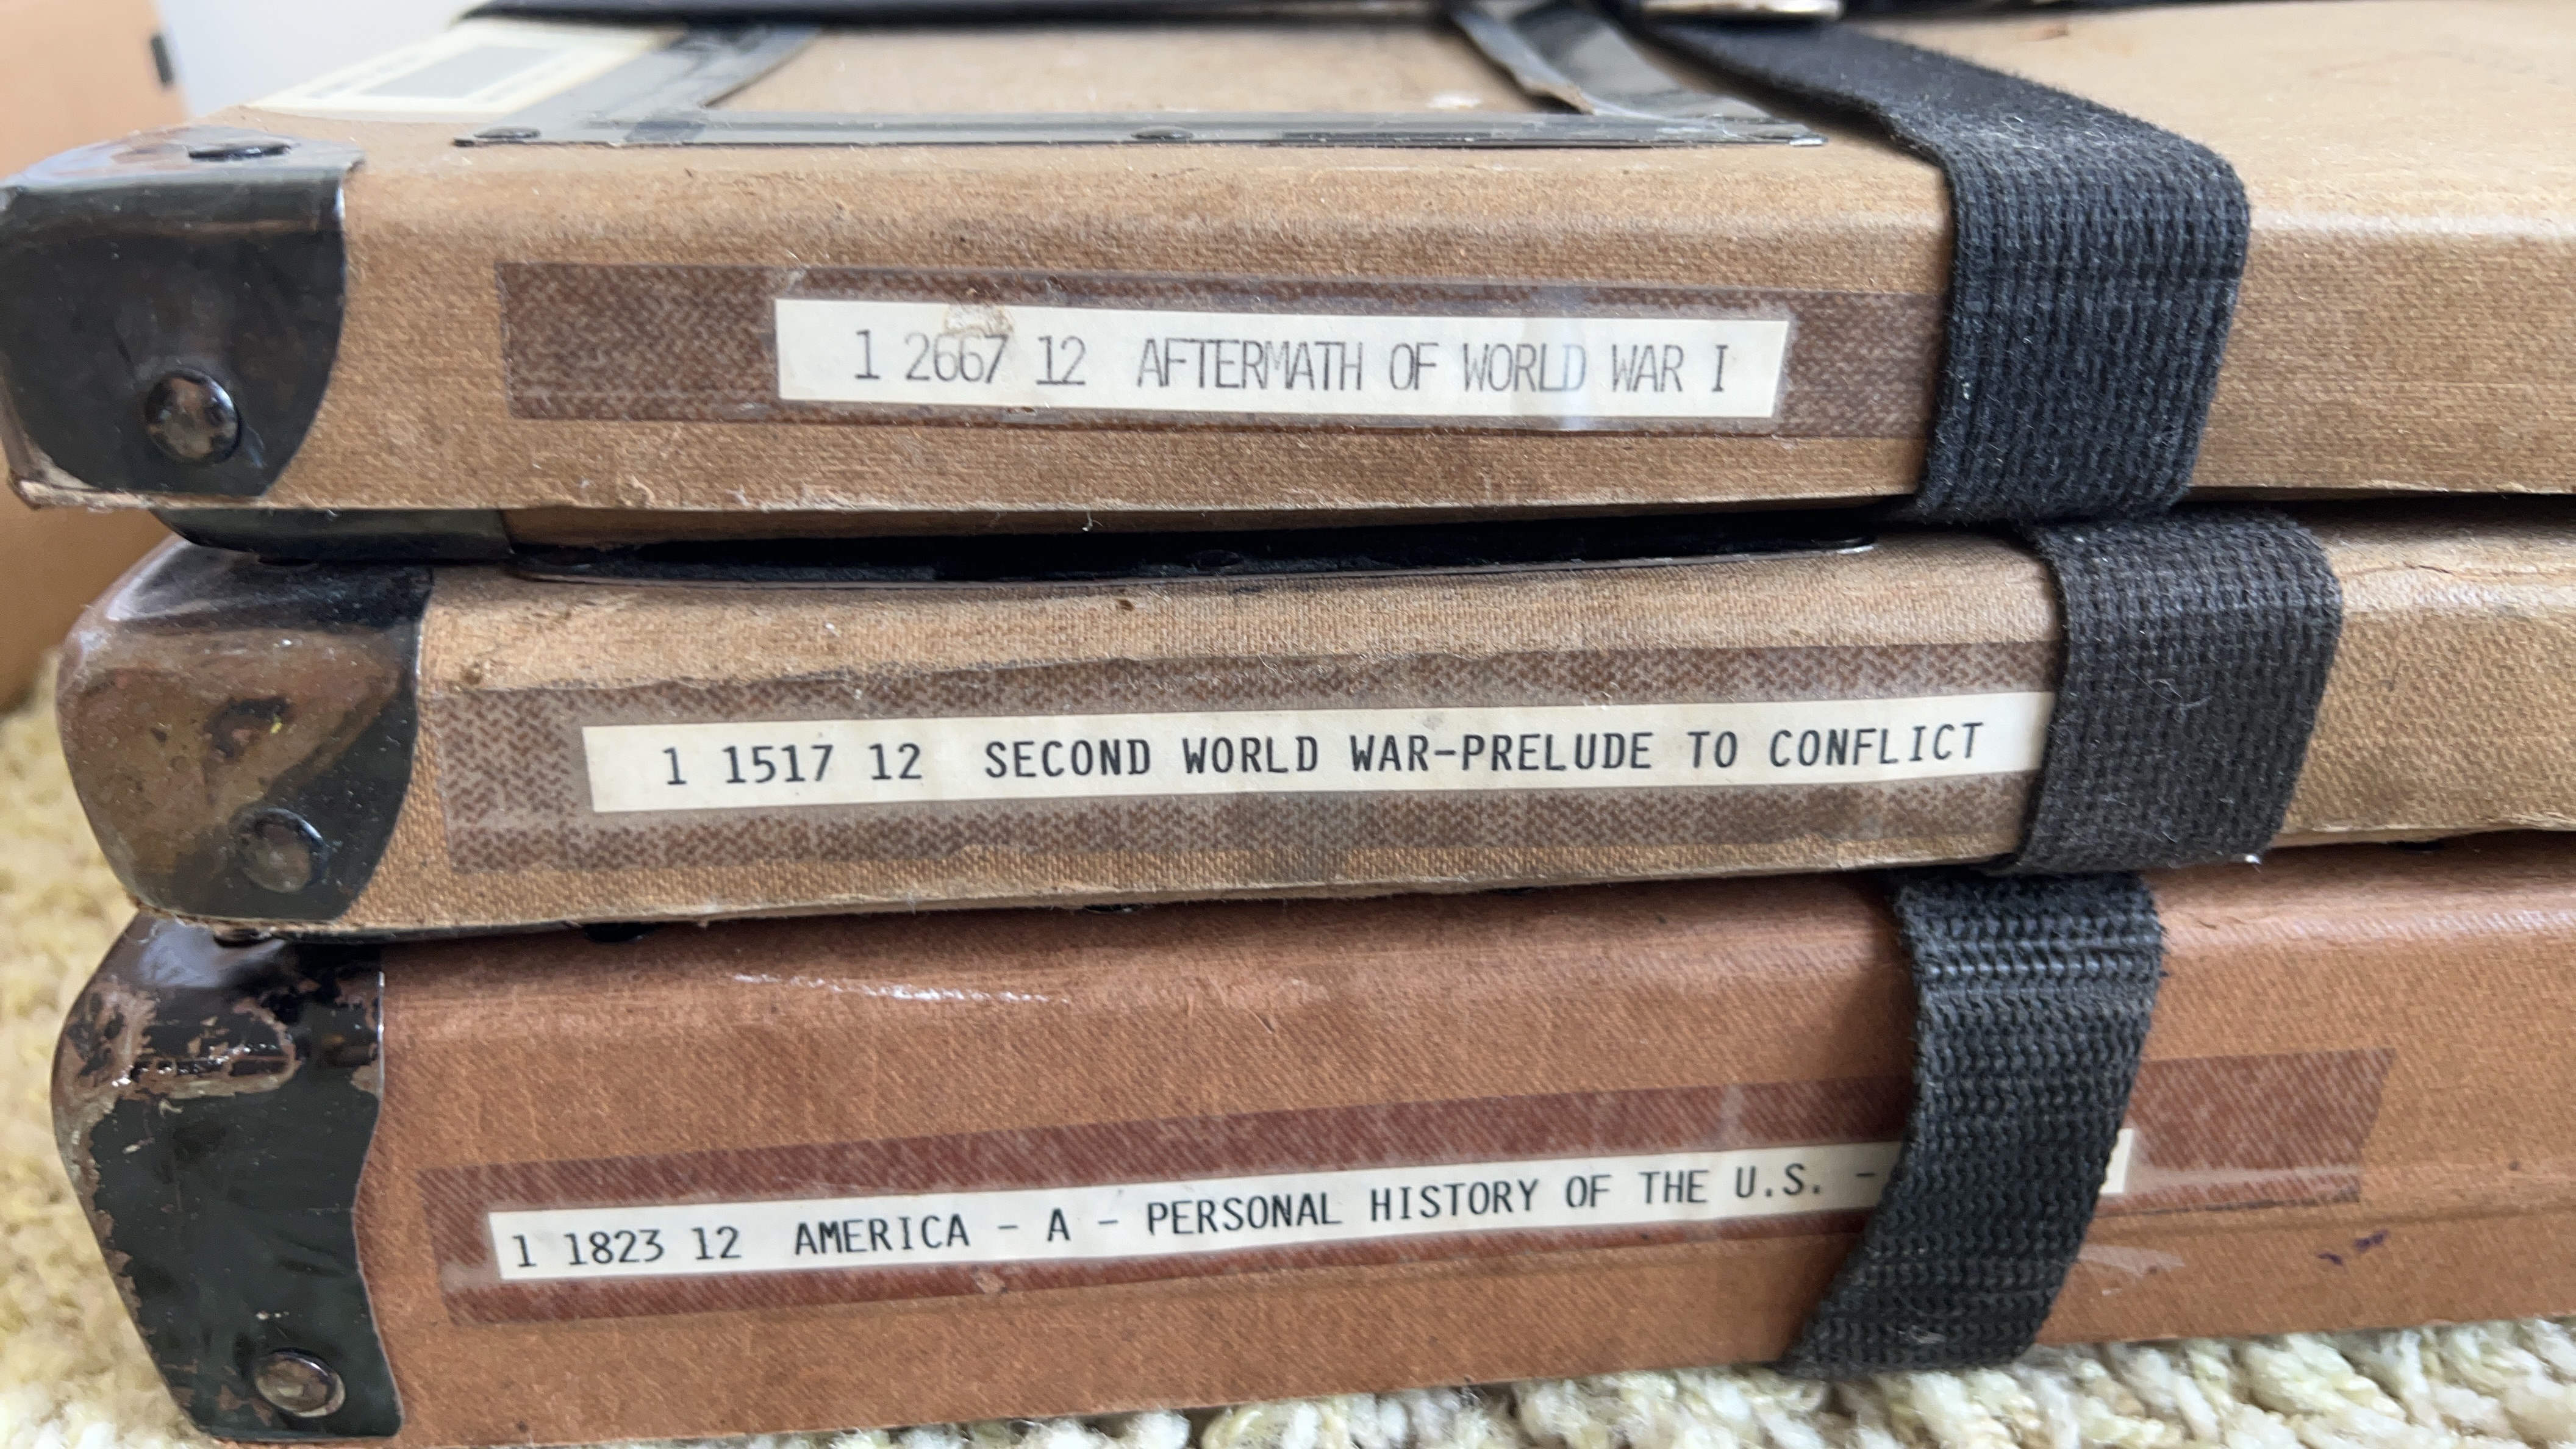 1 2667 12 AFTERMATH OF WORLD WAR I
1 1517 12 SECOND WORLD WAR-PRELUDE TO CONFLICT
1 1823 12 AMERICA - A - PERSONAL HISTORY OF THE U.S. -